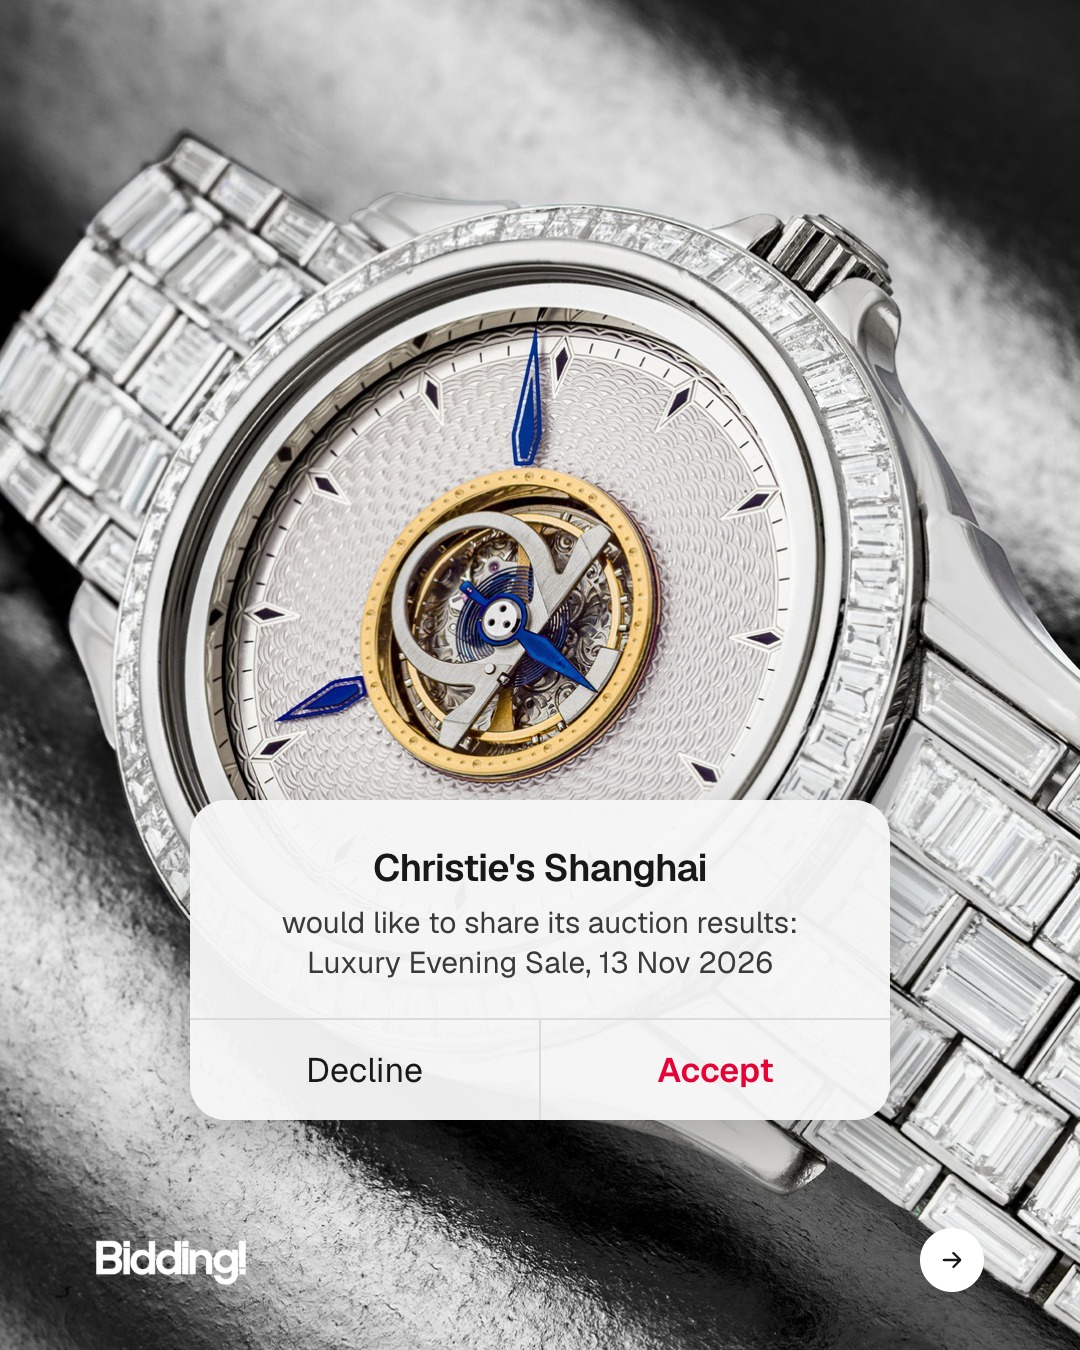 Christie's Shanghai
would like to share its auction results:
Luxury Evening Sale, 13 Nov 2026
Decline
Accept
Bidding!